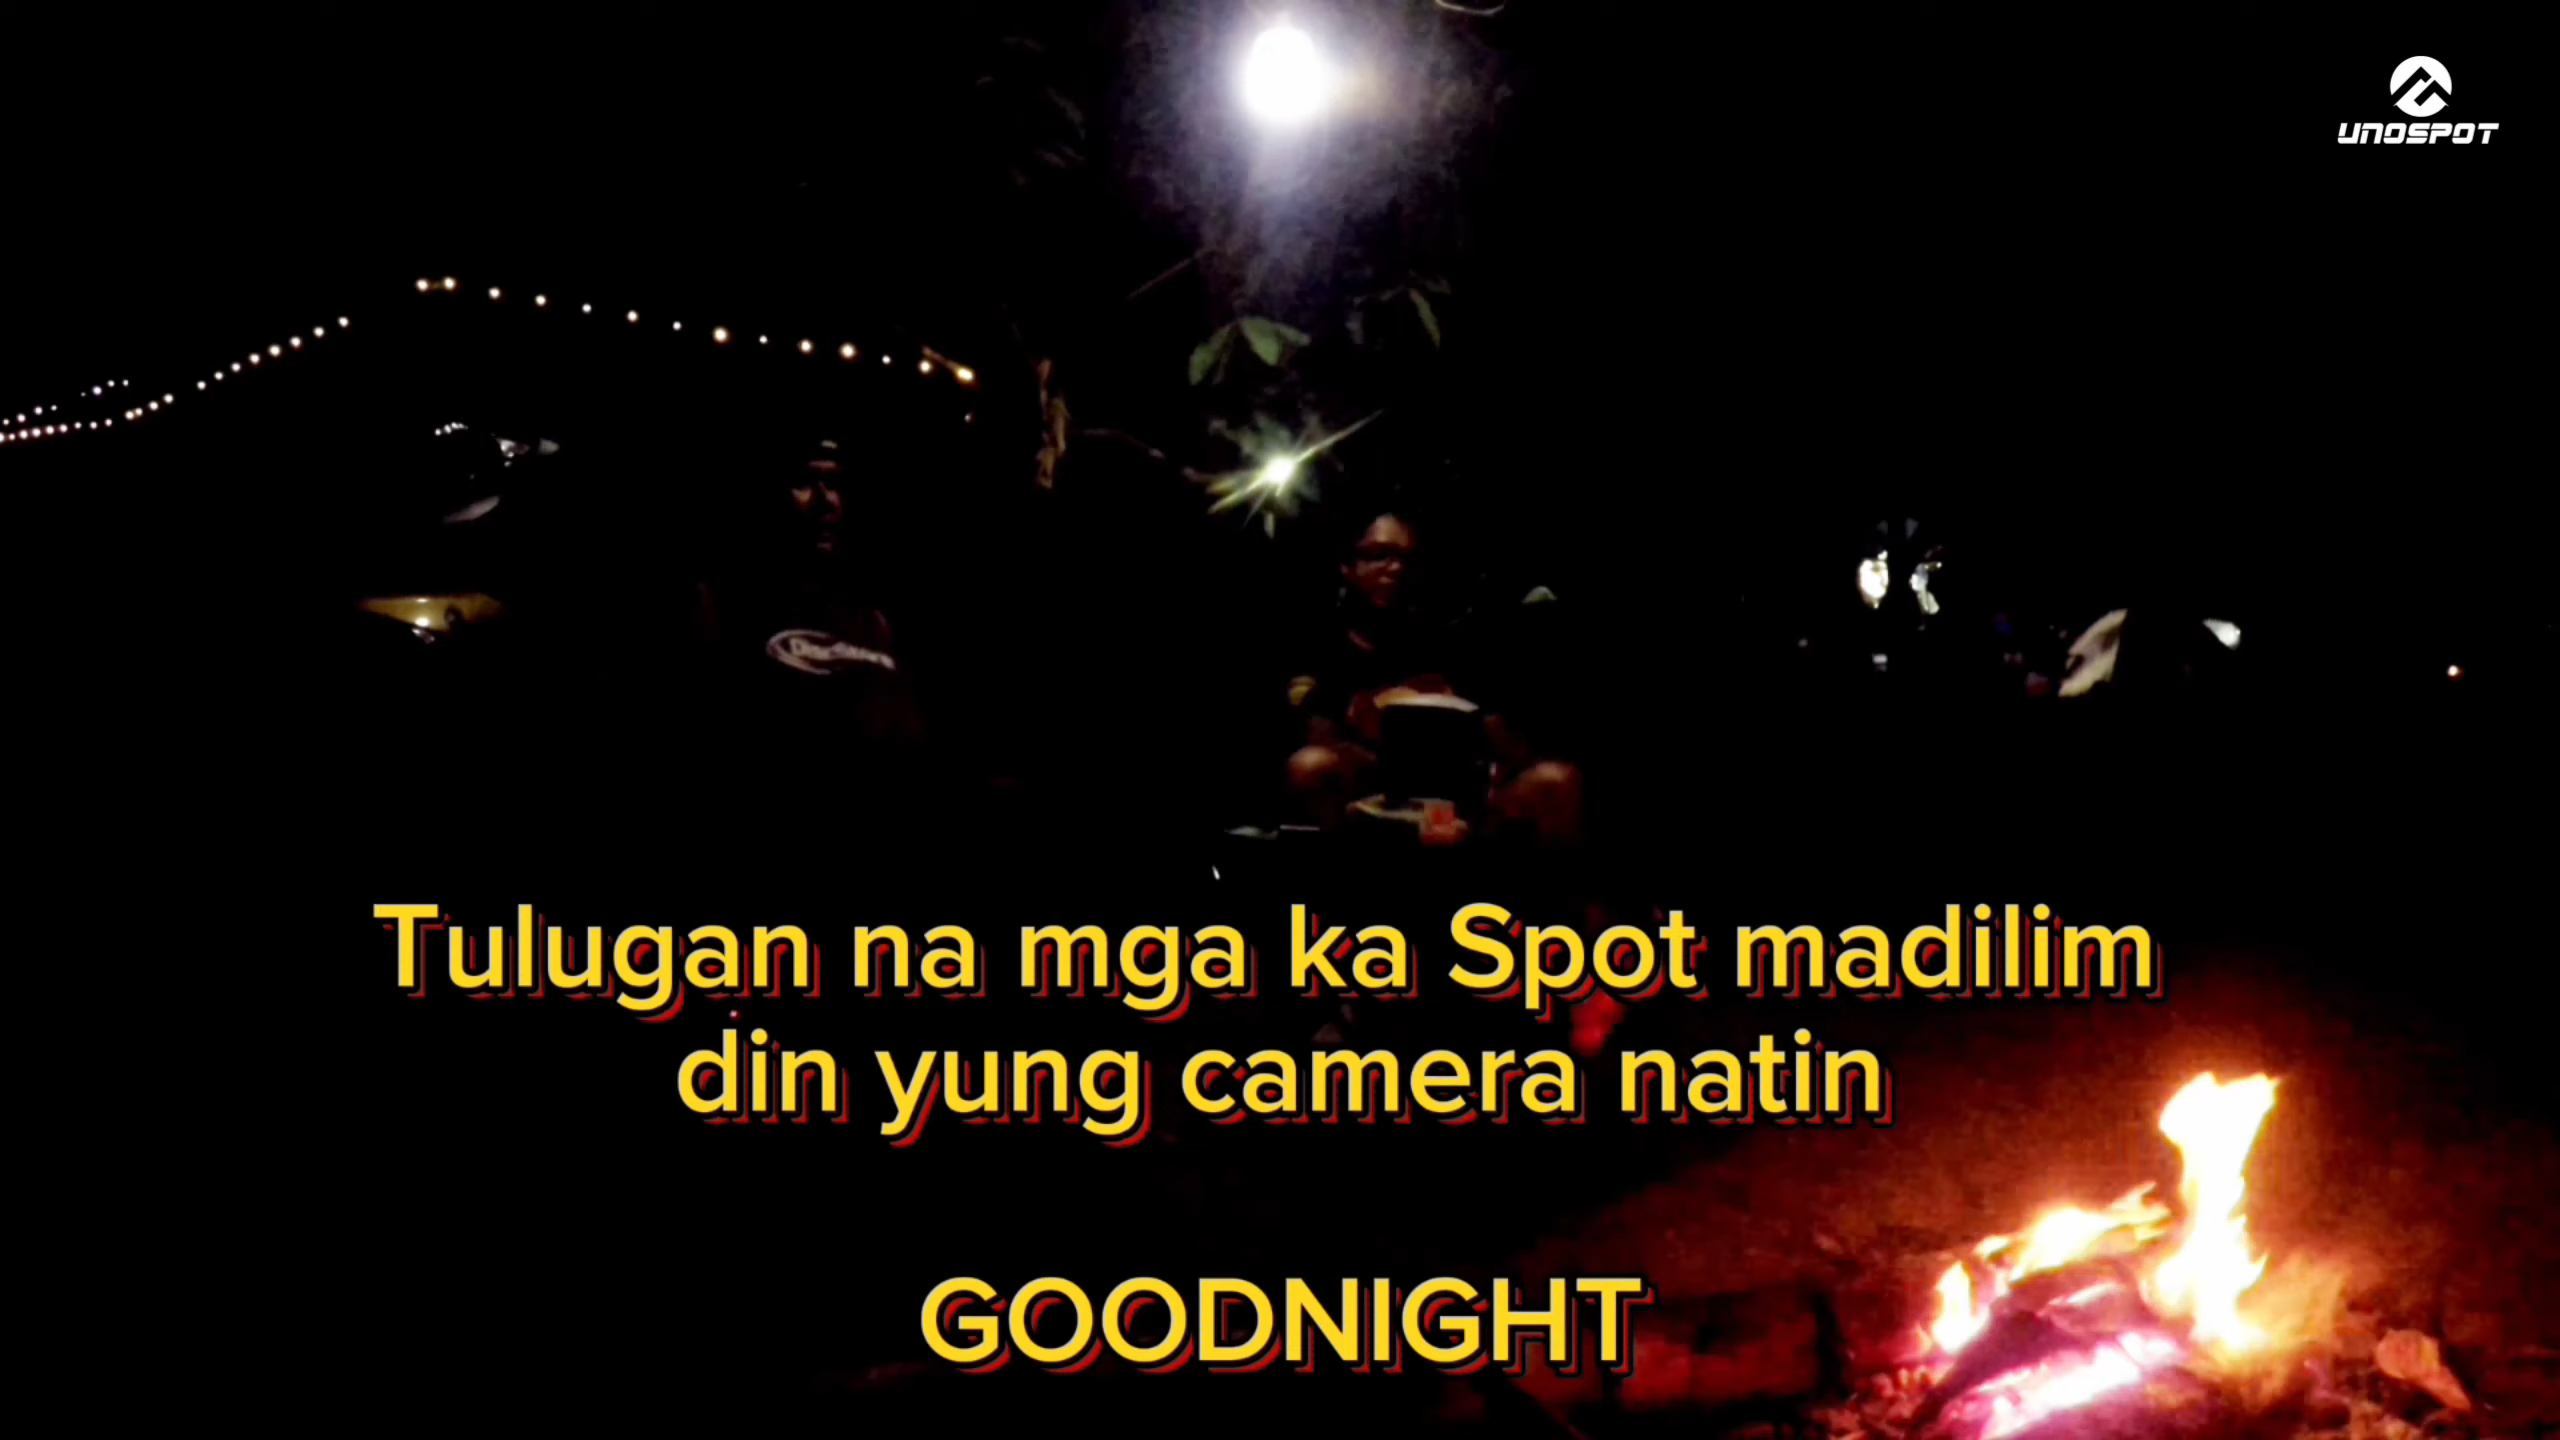 UNOSPOT
Tulugan na mga ka Spot madilim
din yung camera natin
GOODNIGHT